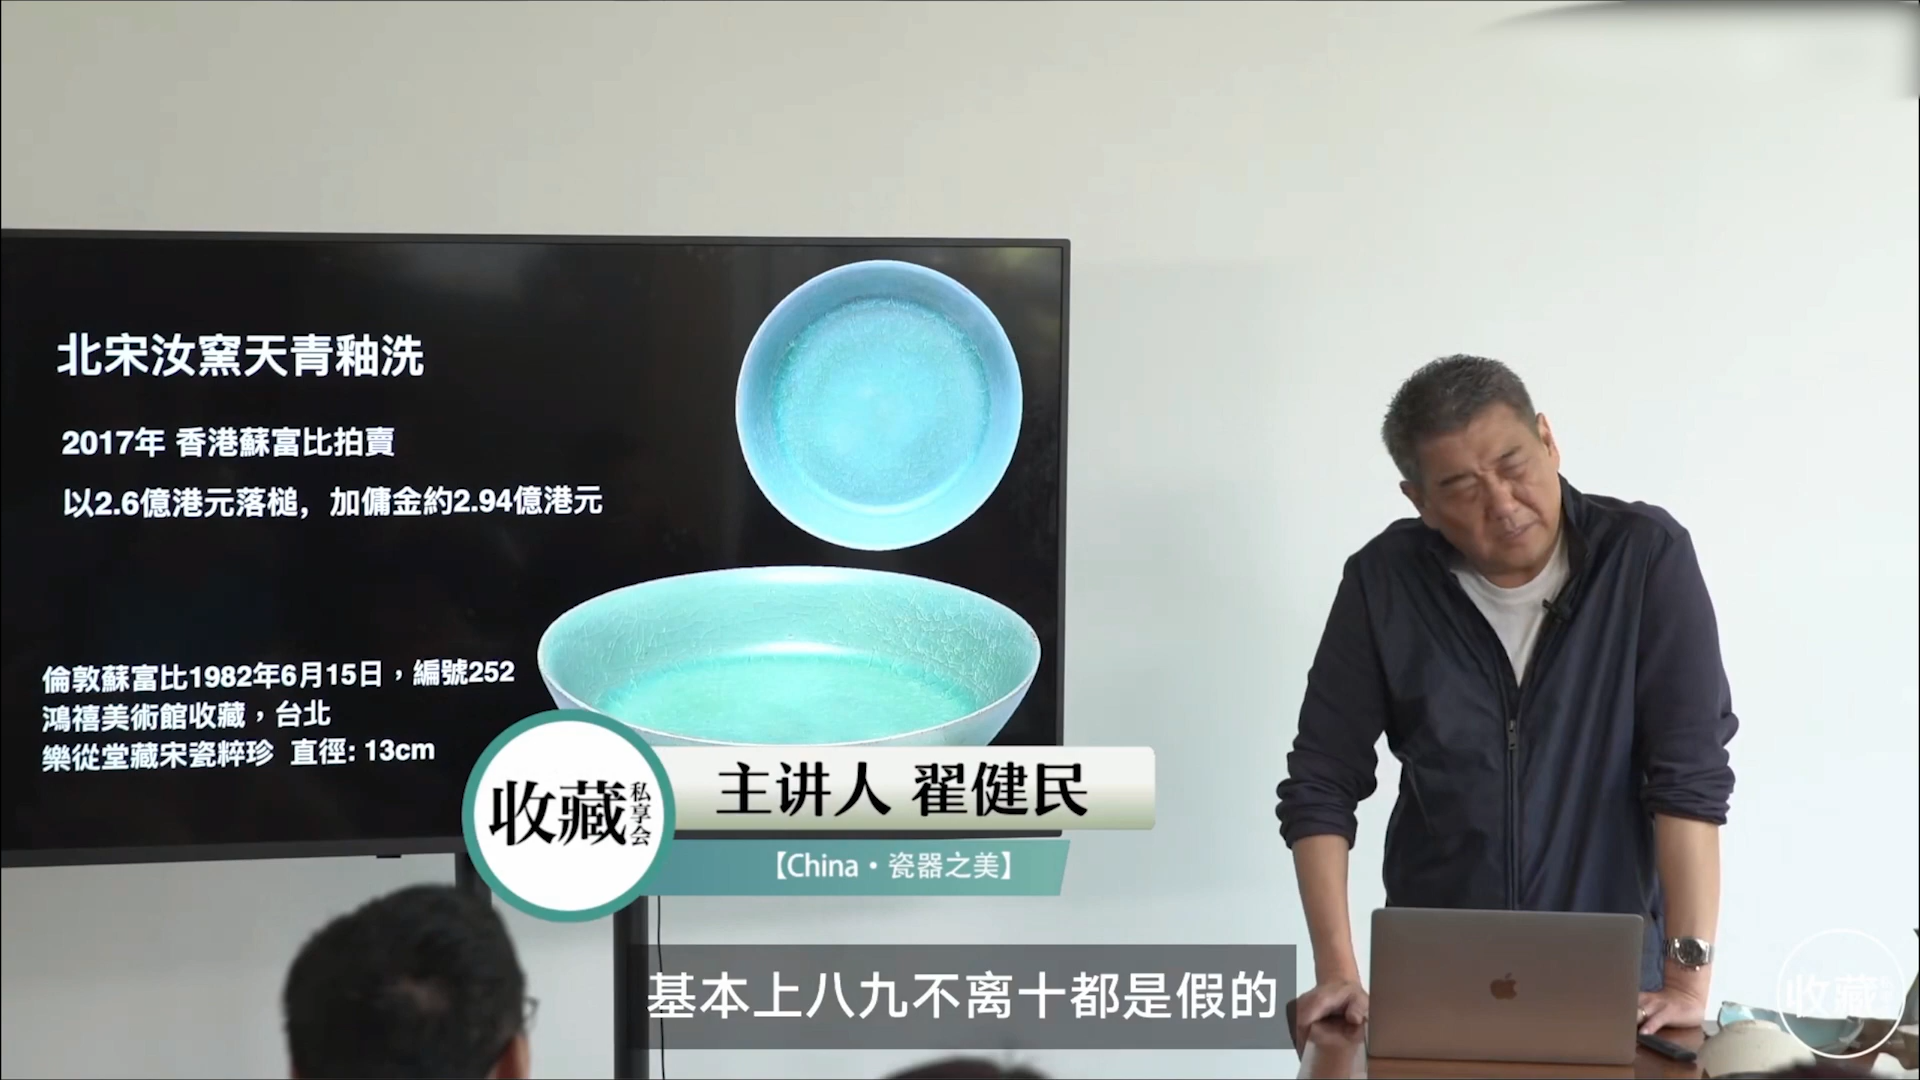 北宋汝窯天青釉洗
2017年 香港蘇富比拍賣
以2.6億港元落槌，加傭金約2.94億港元
倫敦蘇富比1982年6月15日，編號252
鴻禧美術館收藏，台北
樂從堂藏宋瓷粹珍 直徑: 13cm
收藏
私享会
主讲人 翟健民
【China·瓷器之美】
基本上八九不离十都是假的
收藏